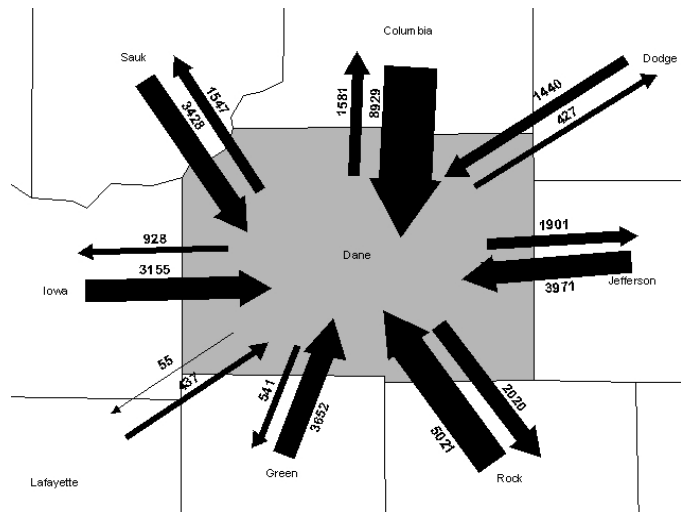 Columbia
Sauk
Dodge
1547
3428
1581
8929
1440
427
928
3155
Iowa
Dane
1901
3971
Jefferson
55
437
541
3652
2020
5021
Lafayette
Green
Rock